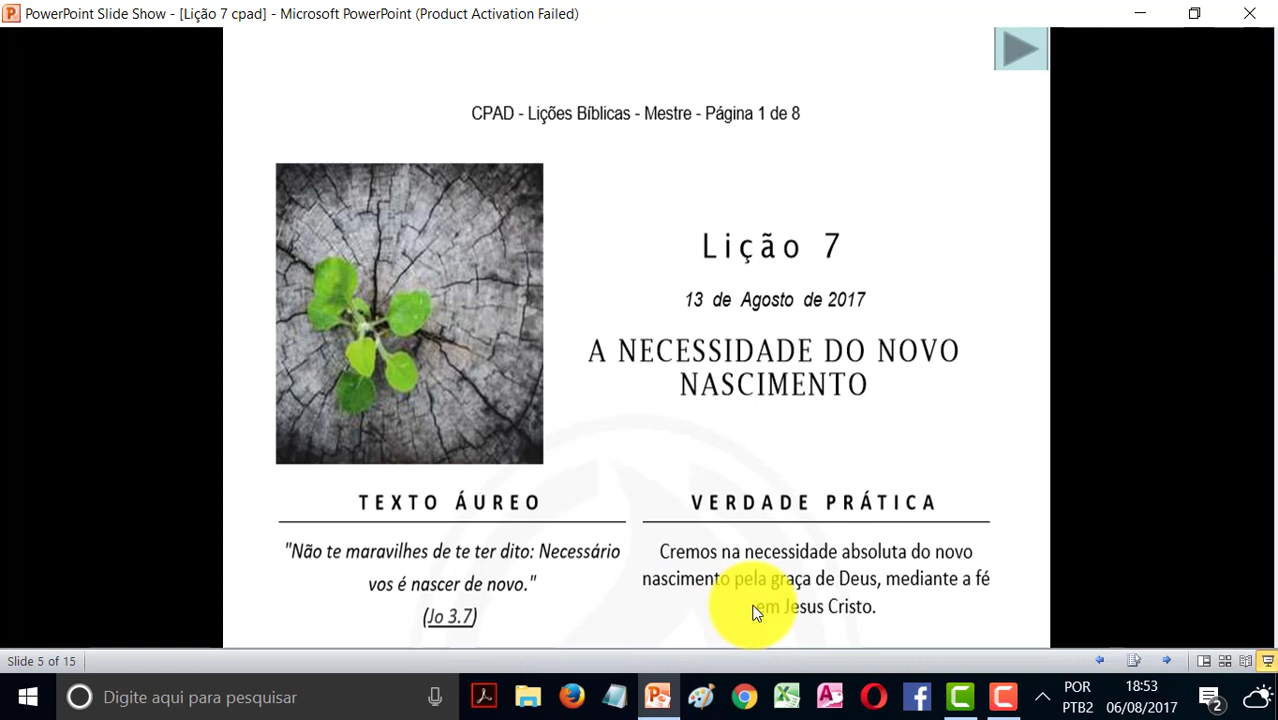 PowerPoint Slide Show - [Lição 7 cpad] - Microsoft PowerPoint (Product Activation Failed)
CPAD - Lições Bíblicas - Mestre - Página 1 de 8
Lição 7
13 de Agosto de 2017
A NECESSIDADE DO NOVO
NASCIMENTO
TEXTO ÁUREO
"Não te maravilhes de te ter dito: Necessário
vos é nascer de novo."
(Jo 3.7)
VERDADE PRÁTICA
Cremos na necessidade absoluta do novo
nascimento pela graça de Deus, mediante a fé
em Jesus Cristo.
Slide 5 of 15
Digite aqui para pesquisar
POR
PTB2
18:53
06/08/2017
2